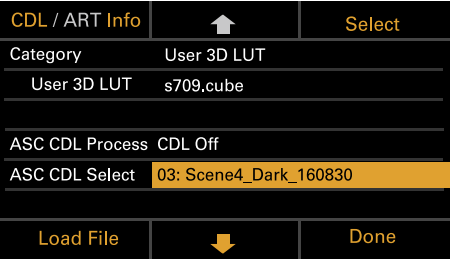 CDL / ART Info Select
Category User 3D LUT
User 3D LUT s709.cube
ASC CDL Process CDL Off
ASC CDL Select 03: Scene4_Dark_160830
Load File Done